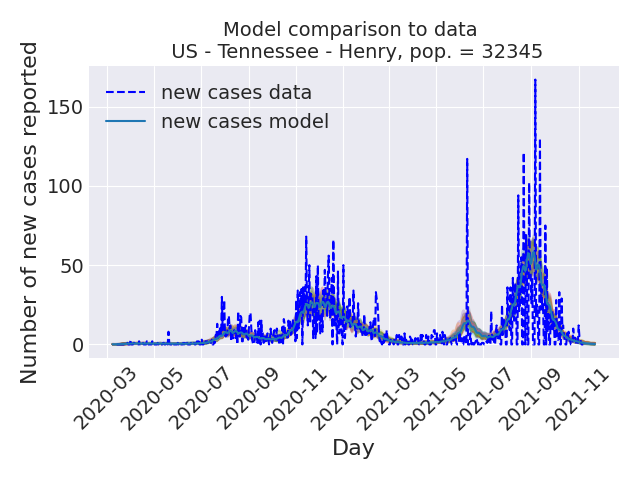 Model comparison to data
US - Tennessee - Henry, pop. = 32345
new cases data
new cases model
Number of new cases reported
150
100
50
0
2020-03
2020-05
2020-07
2020-09
2020-11
2021-01
2021-03
2021-05
2021-07
2021-09
2021-11
Day